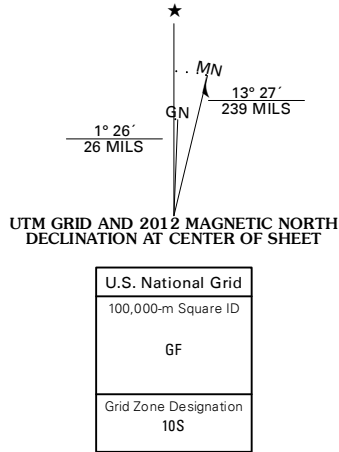 ★
MN
GN
13° 27´
239 MILS
1° 26´
26 MILS
UTM GRID AND 2012 MAGNETIC NORTH
DECLINATION AT CENTER OF SHEET
U.S. National Grid
100,000-m Square ID
GF
Grid Zone Designation
10S